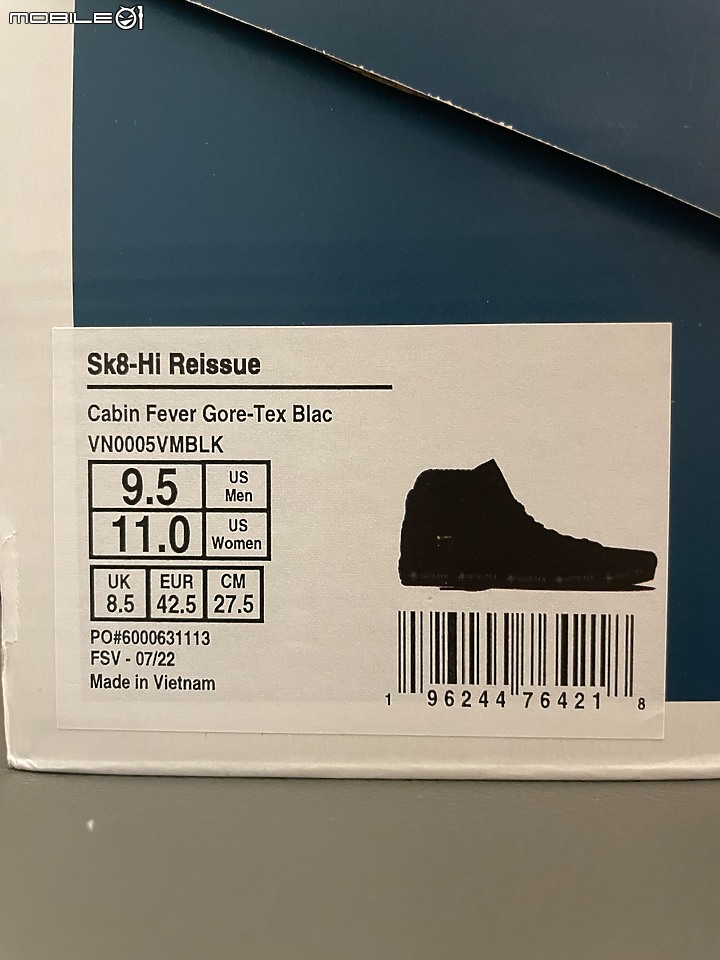 MOBILE01
Sk8-Hi Reissue
Cabin Fever Gore-Tex Blac
VN0005VMBLK
9.5 US Men
11.0 US Women
UK 8.5 EUR 42.5 CM 27.5
PO#6000631113
FSV - 07/22
Made in Vietnam
1 96244 76421 8